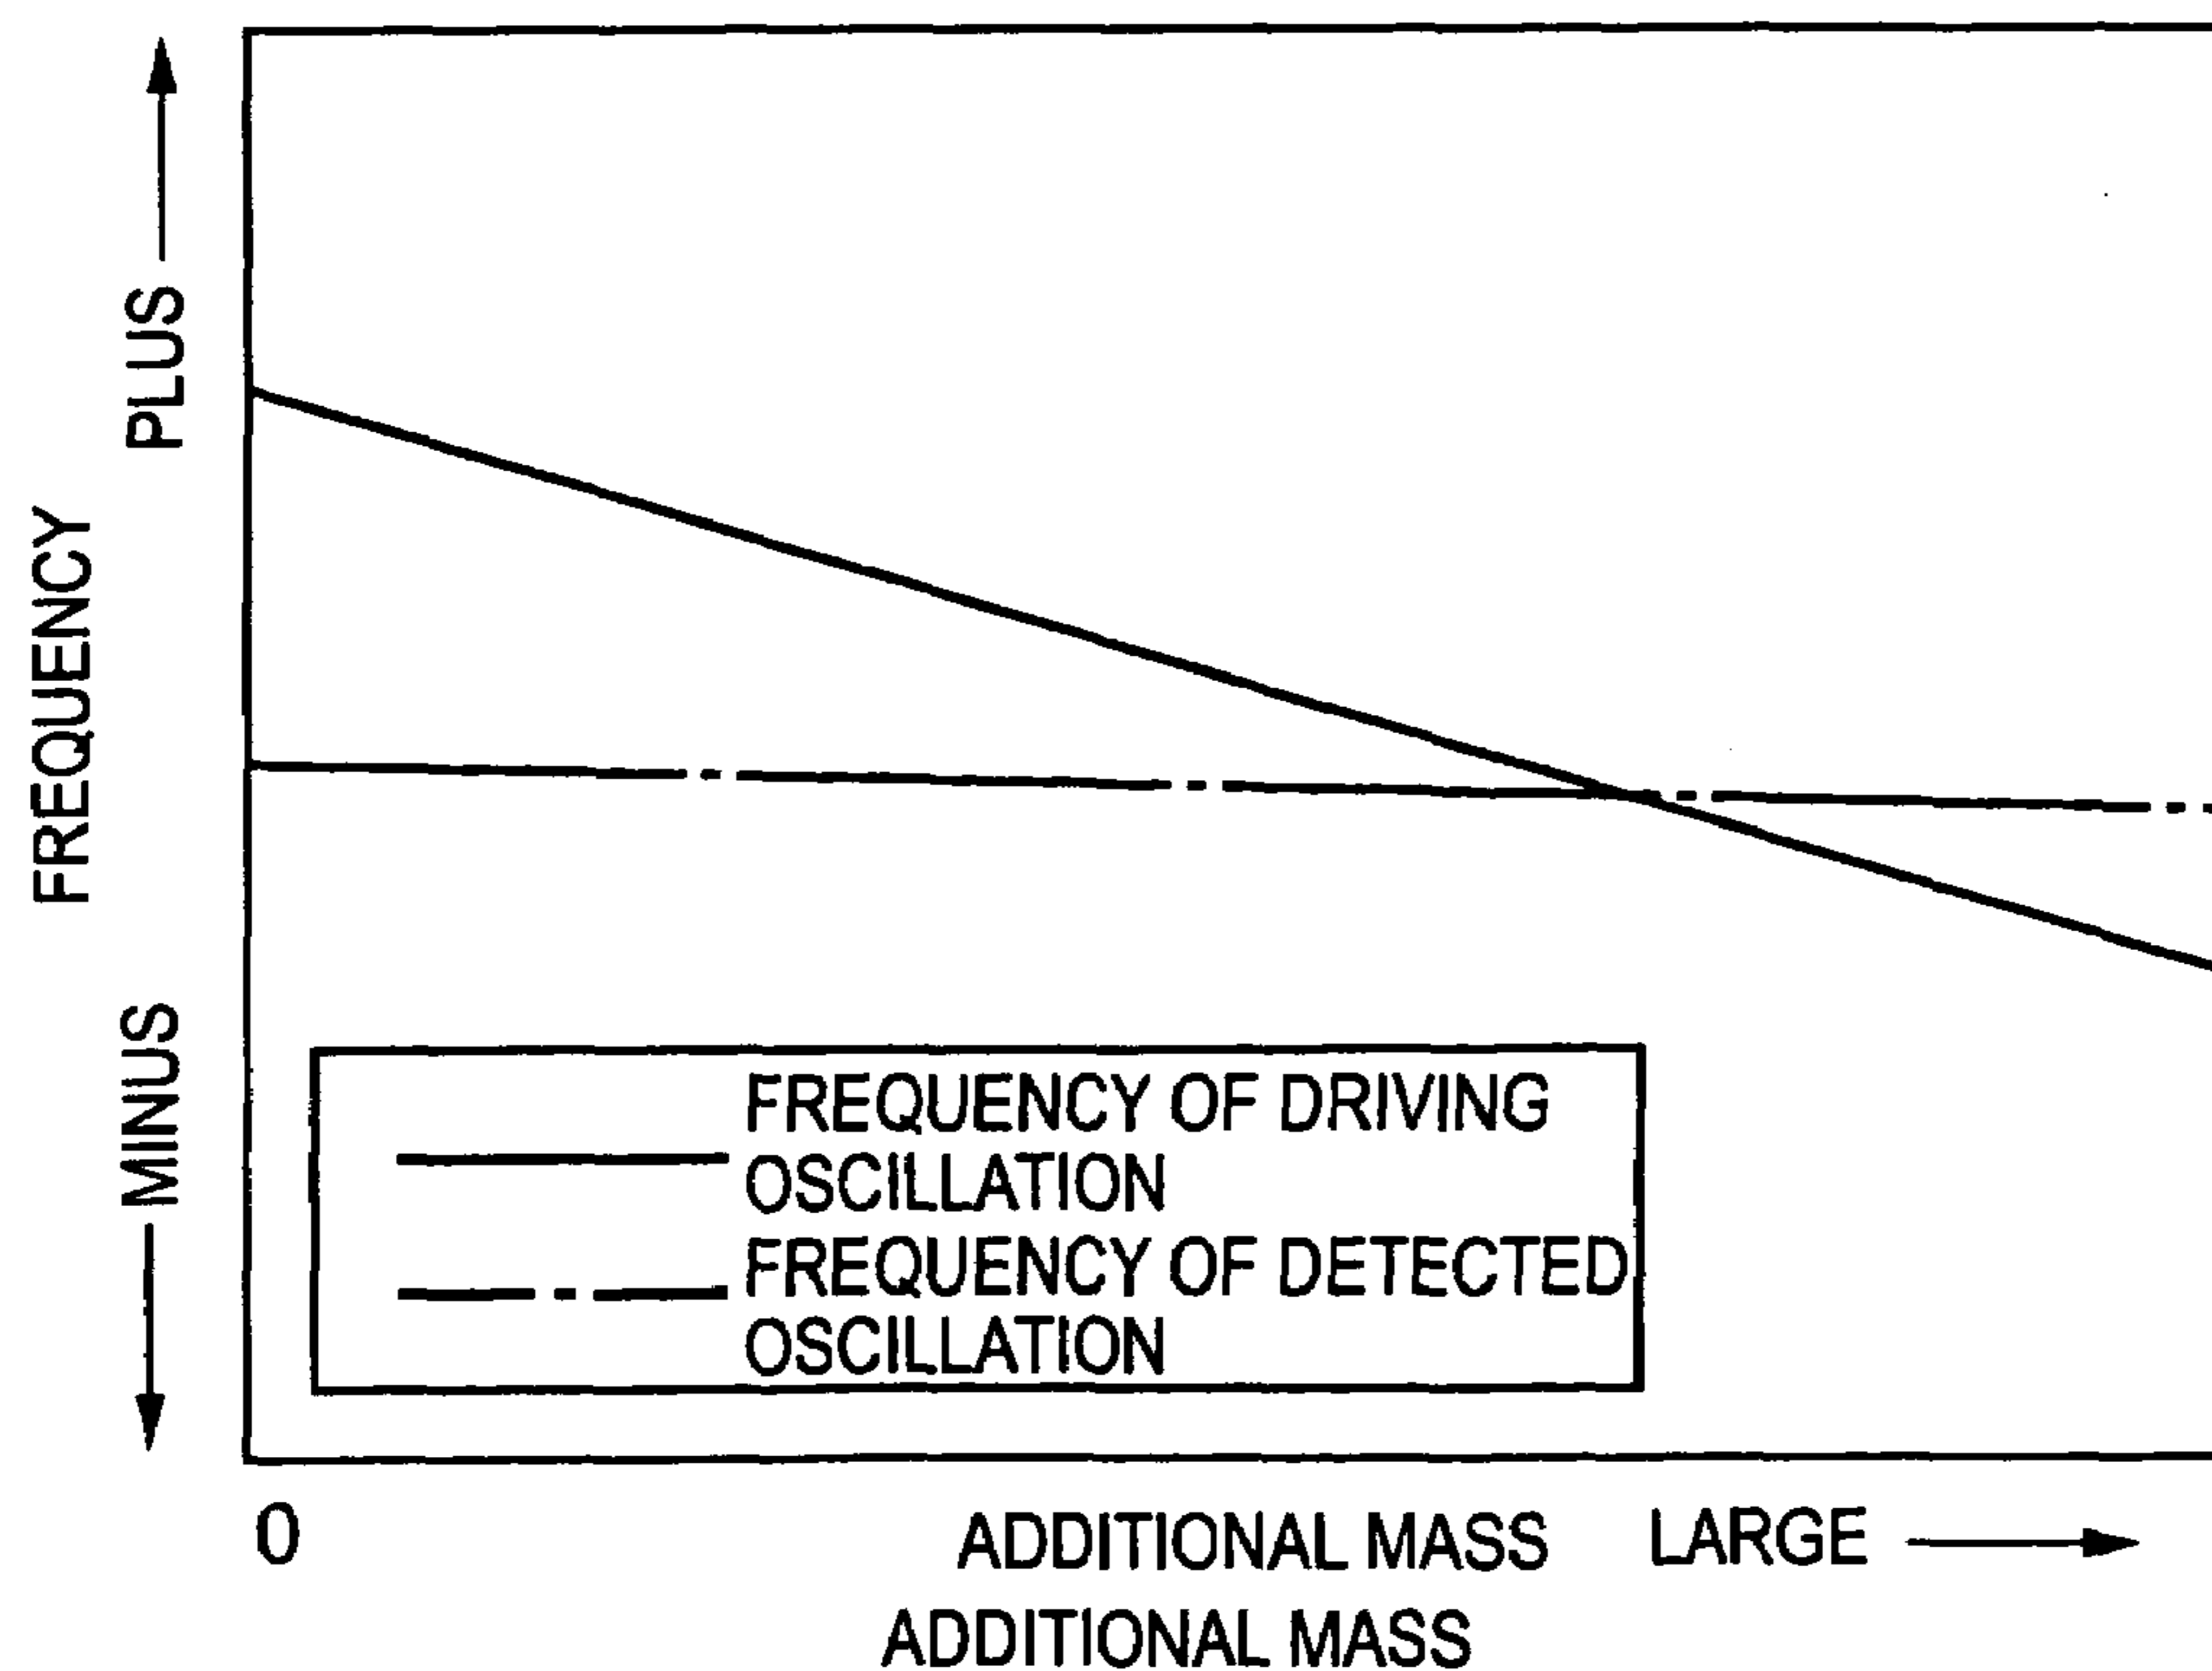 PLUS
FREQUENCY
MINUS
FREQUENCY OF DRIVING
OSCILLATION
FREQUENCY OF DETECTED
OSCILLATION
0
ADDITIONAL MASS LARGE
ADDITIONAL MASS